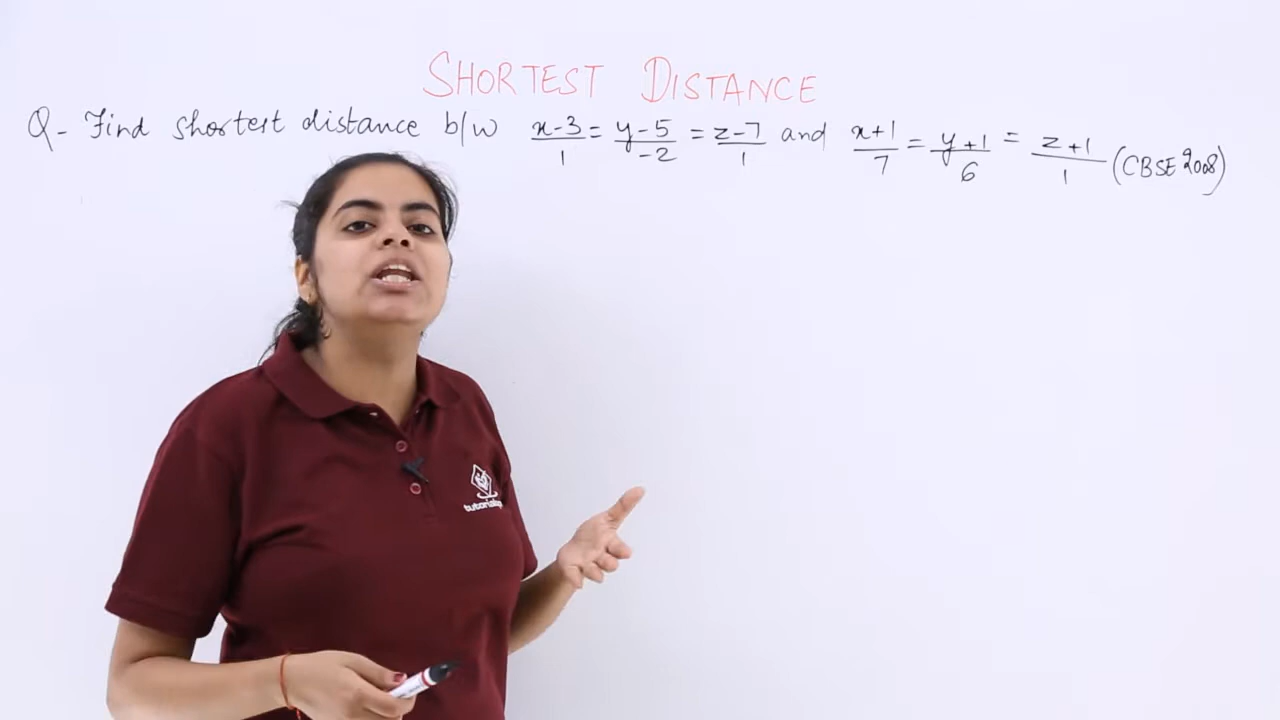 SHORTEST DISTANCE
Q- Find shortest distance b/w x-3/1 = y-5/-2 = z-7/1 and x+1/7 = y+1/6 = z+1/1 (CBSE 2008)